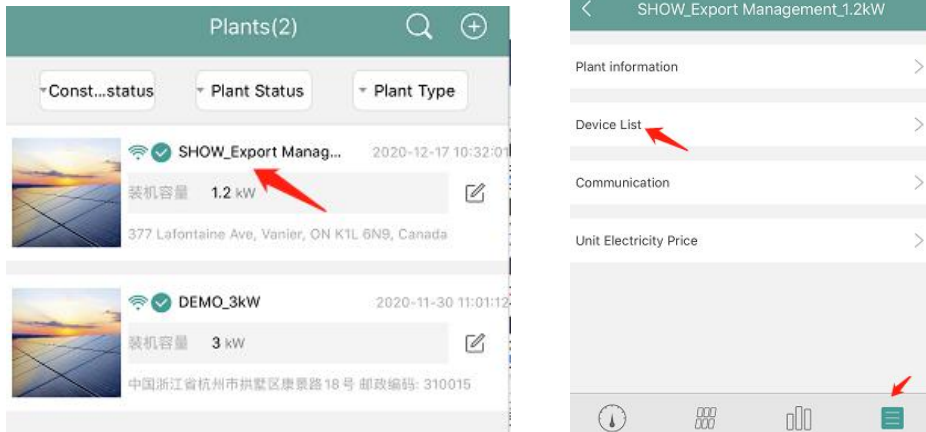 Plants(2)
Const...status
Plant Status
Plant Type
SHOW_Export Manag...
2020-12-17 10:32:01
装机容量 1.2 kW
377 Lafontaine Ave, Vanier, ON K1L 6N9, Canada
DEMO_3kW
2020-11-30 11:01:12
装机容量 3 kW
中国浙江省杭州市拱墅区康景路18号 邮政编码: 310015
SHOW_Export Management_1.2kW
Plant information
Device List
Communication
Unit Electricity Price